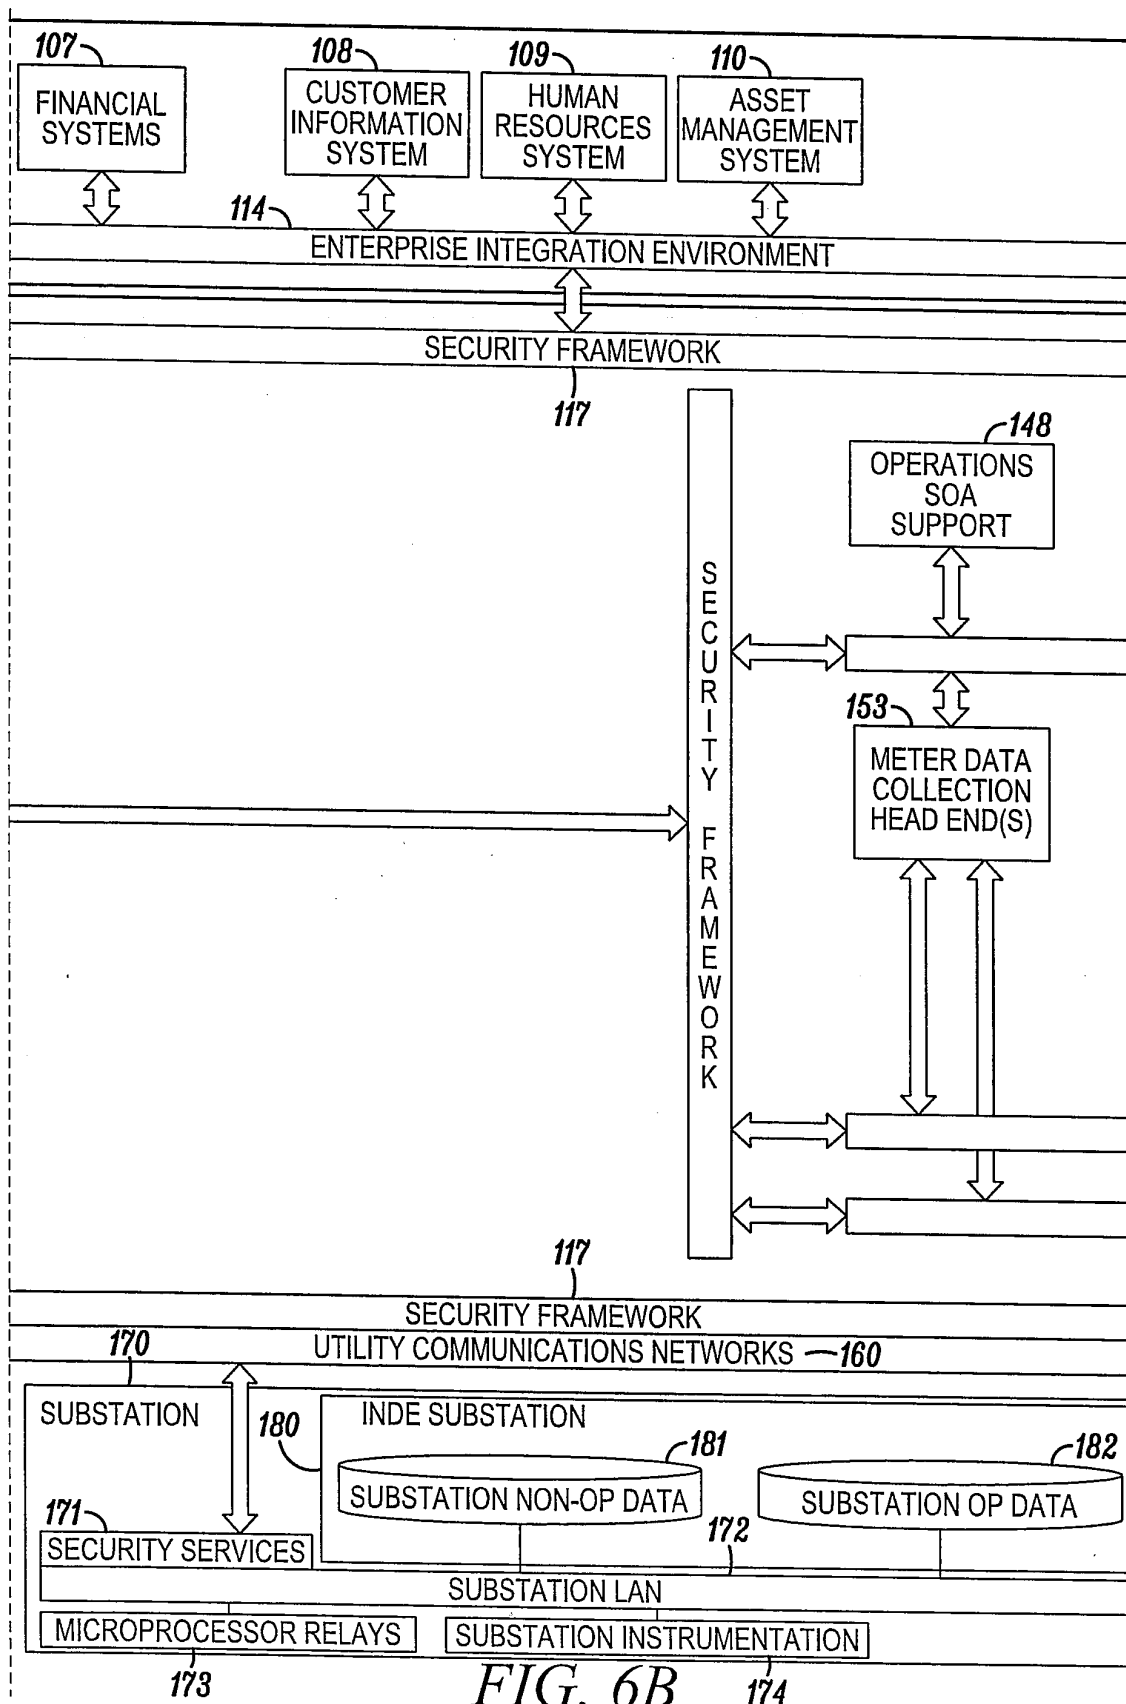 107
108
109
110
FINANCIAL
SYSTEMS
CUSTOMER
INFORMATION
SYSTEM
HUMAN
RESOURCES
SYSTEM
ASSET
MANAGEMENT
SYSTEM
114
ENTERPRISE INTEGRATION ENVIRONMENT
SECURITY FRAMEWORK
117
148
OPERATIONS
SOA
SUPPORT
SECURITY FRAMEWORK
153
METER DATA
COLLECTION
HEAD END(S)
117
SECURITY FRAMEWORK
UTILITY COMMUNICATIONS NETWORKS 160
170
SUBSTATION
180
INDE SUBSTATION
181
SUBSTATION NON-OP DATA
182
SUBSTATION OP DATA
171
SECURITY SERVICES
172
SUBSTATION LAN
MICROPROCESSOR RELAYS
SUBSTATION INSTRUMENTATION
173
FIG. 6B
174